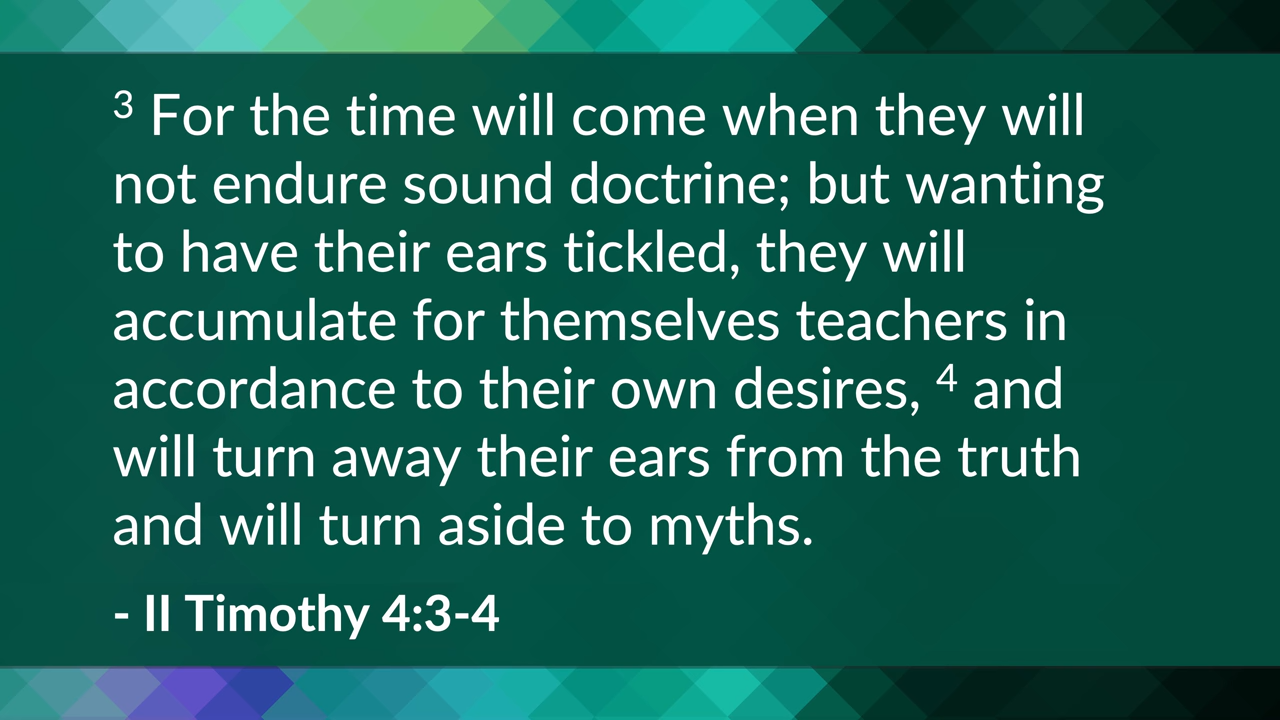 3 For the time will come when they will
not endure sound doctrine; but wanting
to have their ears tickled, they will
accumulate for themselves teachers in
accordance to their own desires, 4 and
will turn away their ears from the truth
and will turn aside to myths.
- II Timothy 4:3-4